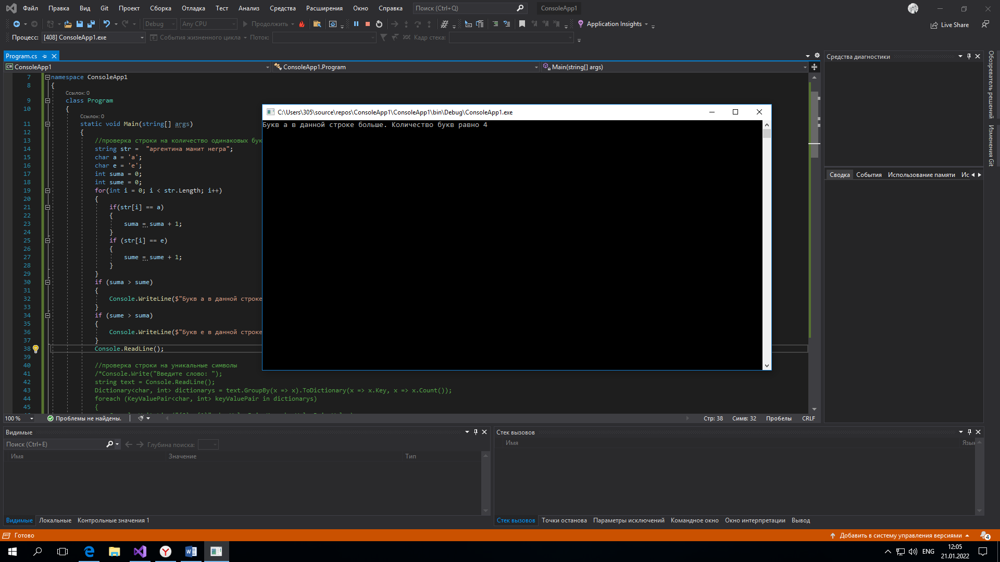 Файл Правка Вид Git Проект Сборка Отладка Тест Анализ Средства Расширения Окно Справка Поиск (Ctrl+Q) ConsoleApp1
Debug Any CPU Продолжить Application Insights Live Share
Процесс: [408] ConsoleApp1.exe События жизненного цикла Поток: Кадр стека:
Program.cs
ConsoleApp1 ConsoleApp1.Program Main(string[] args)
7 namespace ConsoleApp1
8 {
Ссылок: 0
9 class Program
10 {
Ссылок: 0
11 static void Main(string[] args)
12 {
13 //проверка строки на количество одинаковых бук
14 string str =  "аргентина манит негра";
15 char a = 'а';
16 char e = 'е';
17 int suma = 0;
18 int sume = 0;
19 for(int i = 0; i < str.Length; i++)
20 {
21 if(str[i] == a)
22 {
23 suma = suma + 1;
24 }
25 if (str[i] == e)
26 {
27 sume = sume + 1;
28 }
29 }
30 if (suma > sume)
31 {
32 Console.WriteLine($"Букв а в данной строке
33 }
34 if (sume > suma)
35 {
36 Console.WriteLine($"Букв е в данной строке
37 }
38 Console.ReadLine();
39
40 //проверка строки на уникальные символы
41 /*Console.Write("Введите слово: ");
42 string text = Console.ReadLine();
43 Dictionary<char, int> dictionarys = text.GroupBy(x => x).ToDictionary(x => x.Key, x => x.Count());
44 foreach (KeyValuePair<char, int> keyValuePair in dictionarys)
45 {
C:\Users\305\source\repos\ConsoleApp1\ConsoleApp1\bin\Debug\ConsoleApp1.exe
Букв а в данной строке больше. Количество букв равно 4
100 % Проблемы не найдены. Стр: 38 Симв: 32 Пробелы CRLF
Средства диагностики
Сводка События Использование памяти Ис
Обозреватель решений
Изменения Git
Видимые
Поиск (Ctrl+E) Глубина поиска:
Имя Значение Тип
Видимые Локальные Контрольные значения 1
Стек вызовов
Имя Язык
Стек вызовов Точки останова Параметры исключений Командное окно Окно интерпретации Вывод
Готово Добавить в систему управления версиями 4
ENG 12:05
21.01.2022